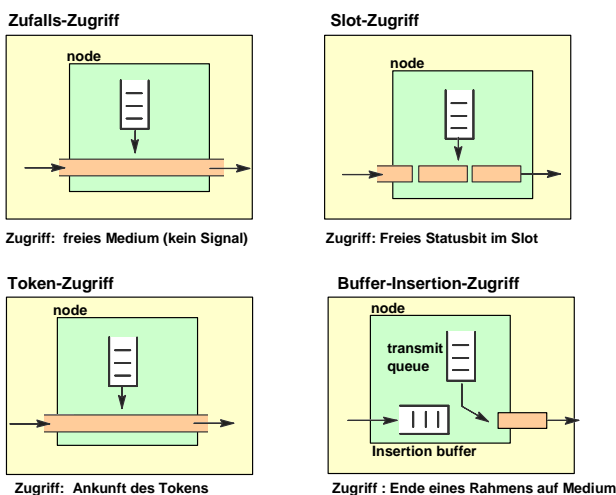 Zufalls-Zugriff
node
Zugriff: freies Medium (kein Signal)
Slot-Zugriff
node
Zugriff: Freies Statusbit im Slot
Token-Zugriff
node
Zugriff: Ankunft des Tokens
Buffer-Insertion-Zugriff
node
transmit
queue
Insertion buffer
Zugriff : Ende eines Rahmens auf Medium